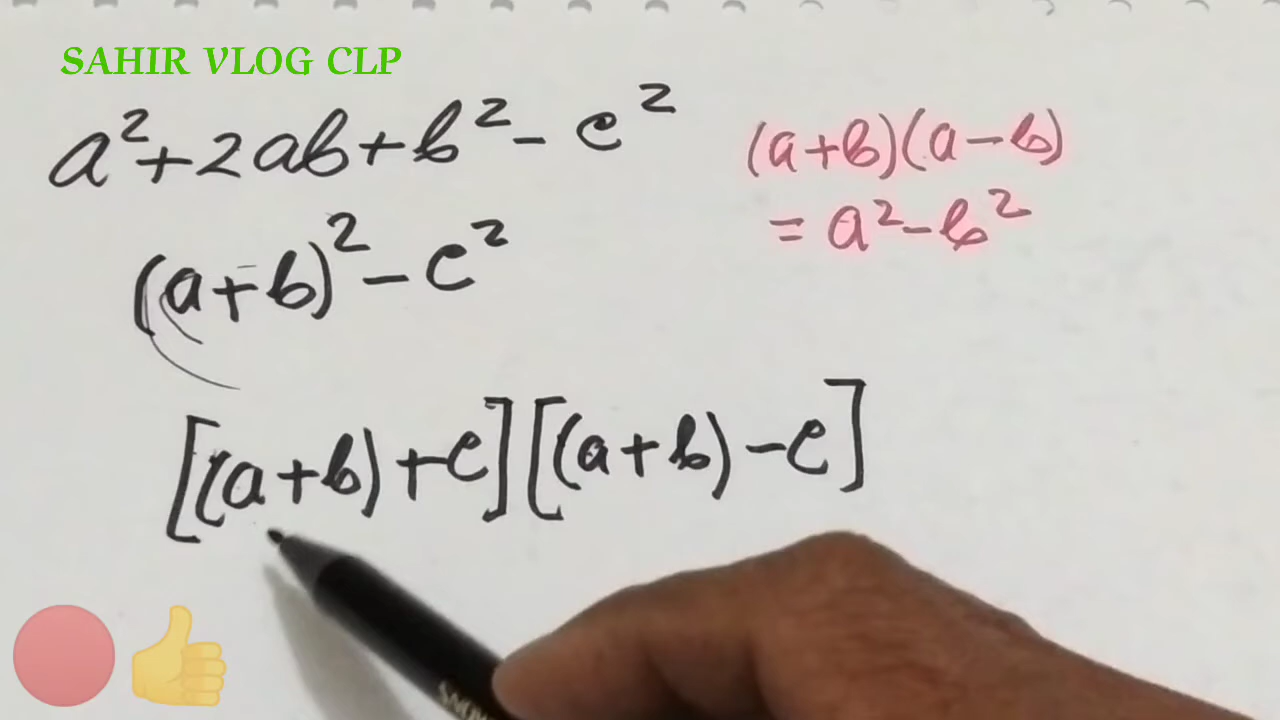 SAHIR VLOG CLP
a²+2ab+b²-c²
(a+b)(a-b)
= a²-b²
(a+b)²-c²
[(a+b)+c][(a+b)-c]